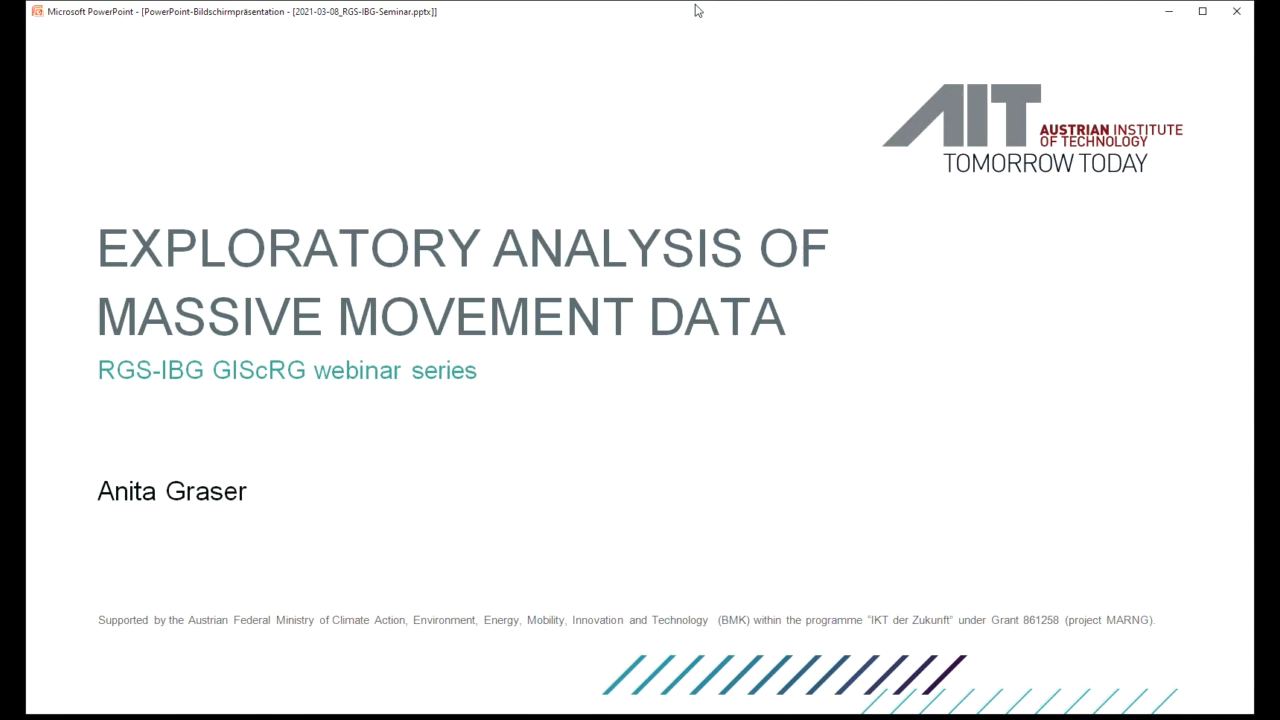 Microsoft PowerPoint - [PowerPoint-Bildschirmpräsentation - [2021-03-08_RGS-IBG-Seminar.pptx]]
AIT
AUSTRIAN INSTITUTE
OF TECHNOLOGY
TOMORROW TODAY
EXPLORATORY ANALYSIS OF
MASSIVE MOVEMENT DATA
RGS-IBG GIScRG webinar series
Anita Graser
Supported by the Austrian Federal Ministry of Climate Action, Environment, Energy, Mobility, Innovation and Technology (BMK) within the programme "IKT der Zukunft" under Grant 861258 (project MARNG).